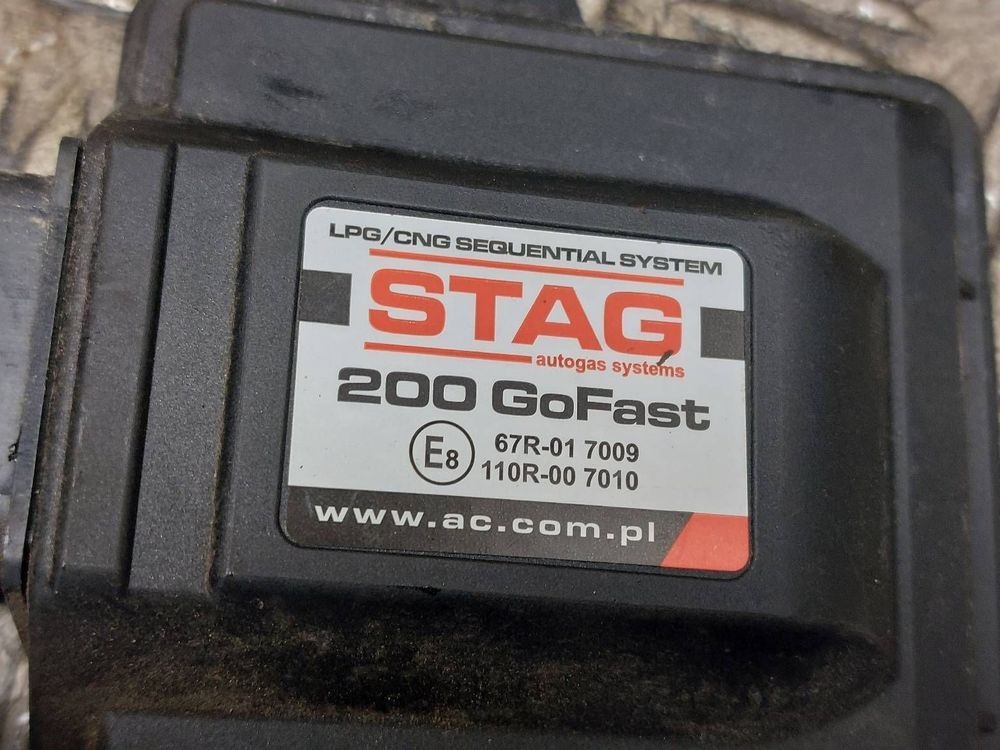 LPG/CNG SEQUENTIAL SYSTEM
STAG
autogas systems
200 GoFast
E8 67R-01 7009
110R-00 7010
www.ac.com.pl